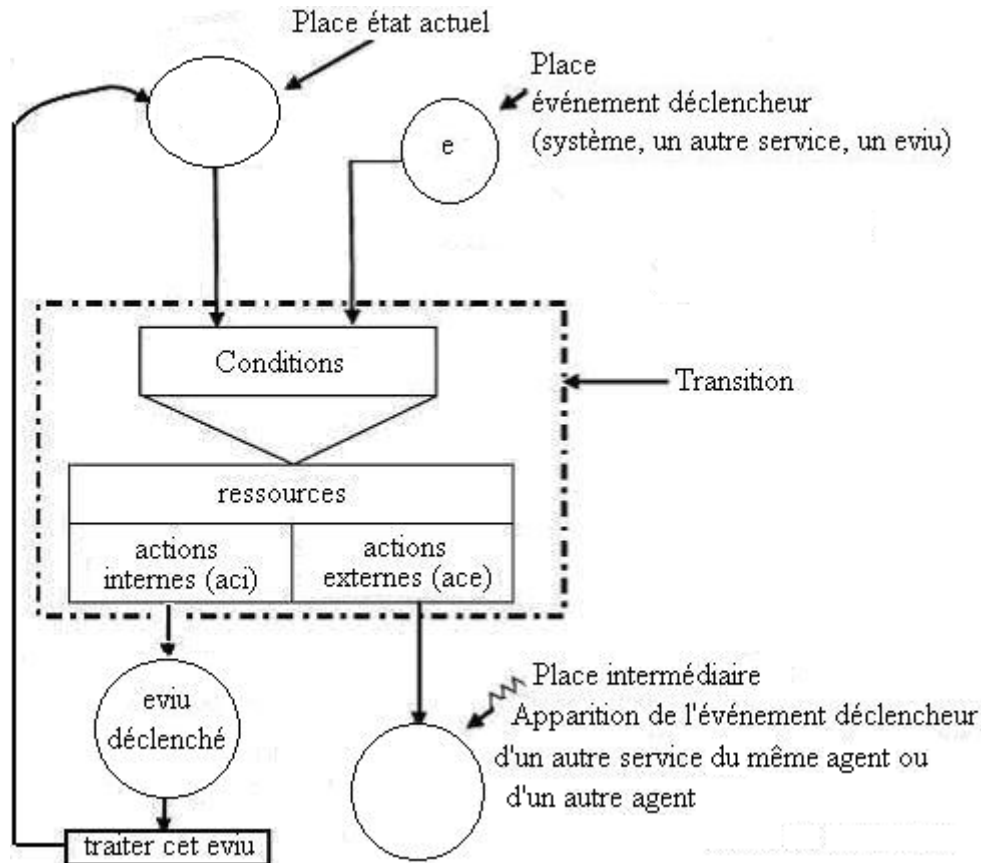 Place état actuel
Place
événement déclencheur
(système, un autre service, un eviu)
e
Conditions
Transition
ressources
actions
internes (aci)
actions
externes (ace)
eviu
déclenché
Place intermédiaire
Apparition de l'événement déclencheur
d'un autre service du même agent ou
d'un autre agent
traiter cet eviu